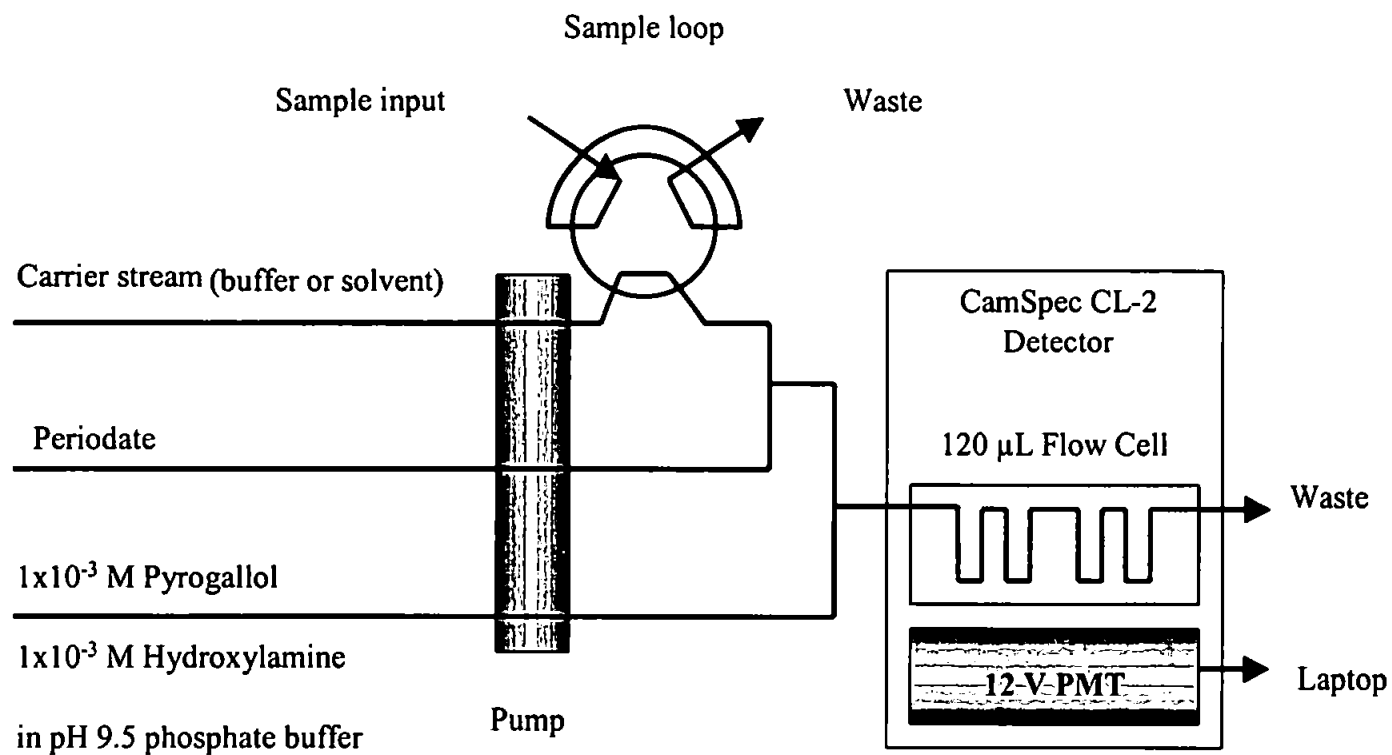 Sample loop
Sample input
Waste
Carrier stream (buffer or solvent)
CamSpec CL-2
Detector
Periodate
120 µL Flow Cell
Waste
1x10⁻³ M Pyrogallol
1x10⁻³ M Hydroxylamine
12 V PMT
Laptop
Pump
in pH 9.5 phosphate buffer